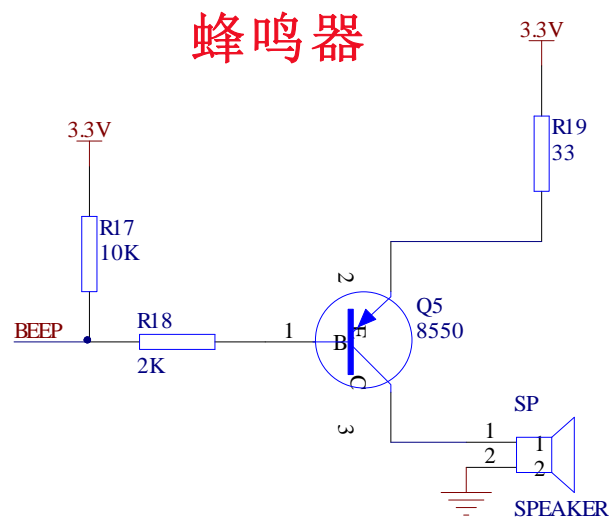 蜂鸣器
3.3V
R19
33
3.3V
R17
10K
BEEP
R18
2K
1
2
B
E
C
3
Q5
8550
SP
1
2
1
2
SPEAKER